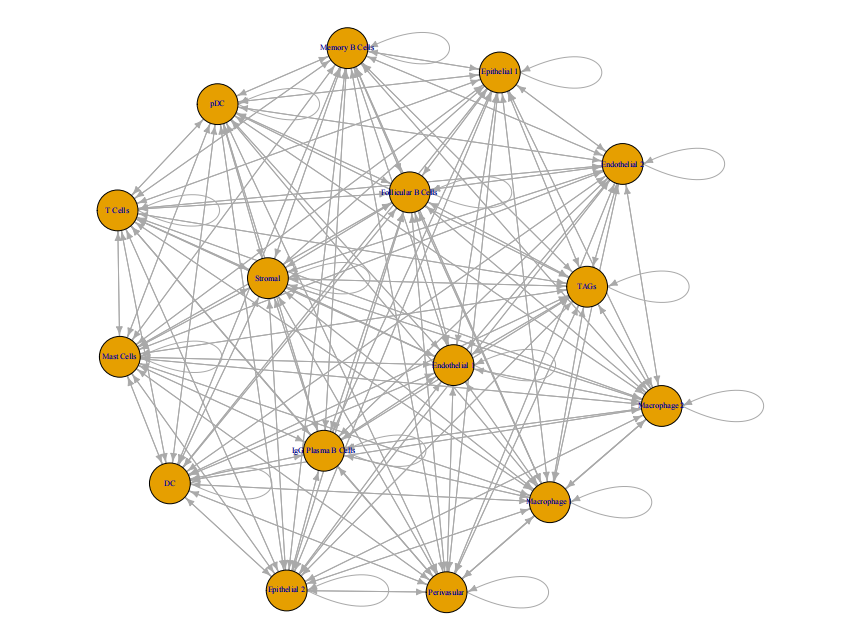 Memory B Cells
Epithelial 1
pDC
Endothelial 2
Follicular B Cells
T Cells
Stromal
TAGs
Mast Cells
Endothelial
Macrophage
IgG Plasma B Cells
DC
Macrophage
Epithelial 2
Perivasular